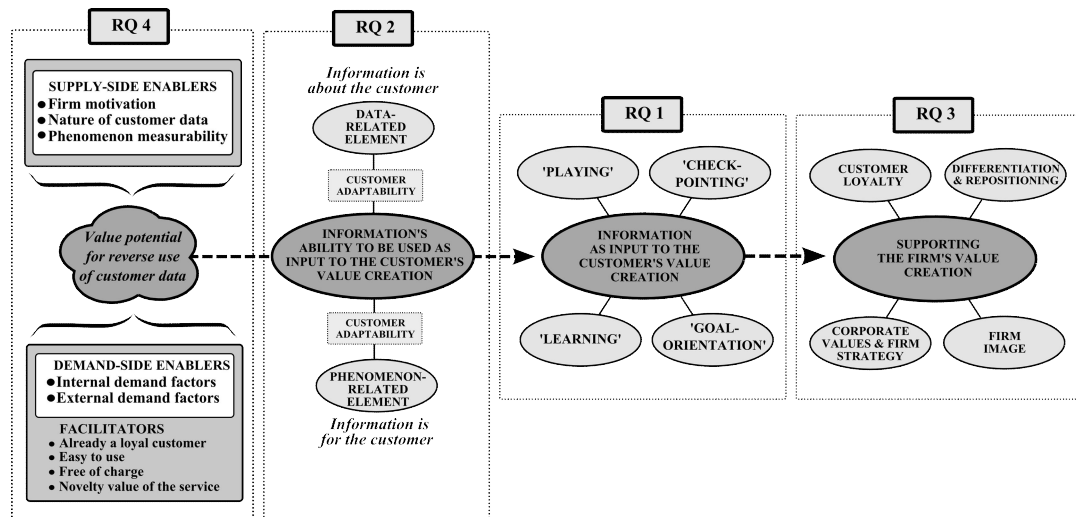 RQ 4
SUPPLY-SIDE ENABLERS
● Firm motivation
● Nature of customer data
● Phenomenon measurability
Value potential
for reverse use
of customer data
DEMAND-SIDE ENABLERS
● Internal demand factors
● External demand factors
FACILITATORS
● Already a loyal customer
● Easy to use
● Free of charge
● Novelty value of the service
RQ 2
Information is
about the customer
DATA-
RELATED
ELEMENT
CUSTOMER
ADAPTABILITY
INFORMATION'S
ABILITY TO BE USED AS
INPUT TO THE CUSTOMER'S
VALUE CREATION
CUSTOMER
ADAPTABILITY
PHENOMENON-
RELATED
ELEMENT
Information is
for the customer
RQ 1
'PLAYING'
'CHECK-
POINTING'
INFORMATION
AS INPUT TO THE
CUSTOMER'S VALUE
CREATION
'LEARNING'
'GOAL-
ORIENTATION'
RQ 3
CUSTOMER
LOYALTY
DIFFERENTIATION
& REPOSITIONING
SUPPORTING
THE FIRM'S VALUE
CREATION
CORPORATE
VALUES & FIRM
STRATEGY
FIRM
IMAGE